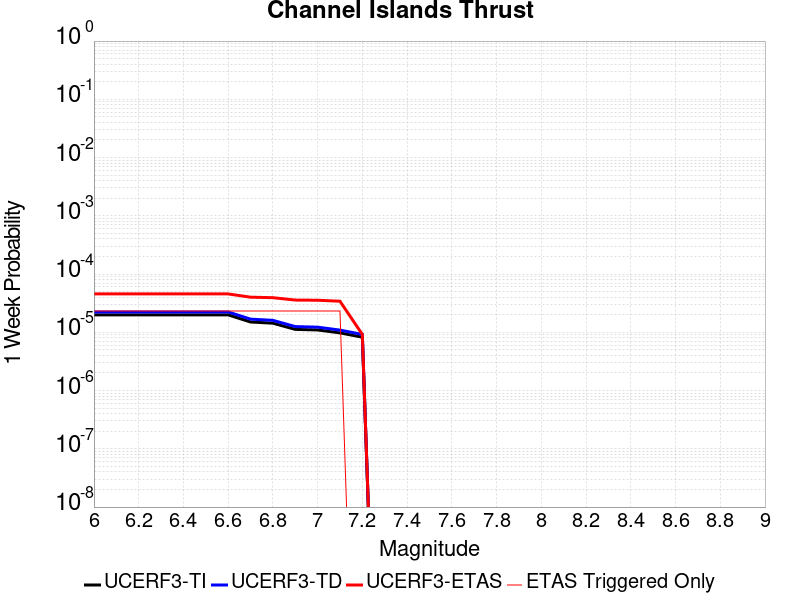 Channel Islands Thrust
10^0
10^-1
10^-2
10^-3
10^-4
10^-5
10^-6
10^-7
10^-8
1 Week Probability
6 6.2 6.4 6.6 6.8 7 7.2 7.4 7.6 7.8 8 8.2 8.4 8.6 8.8 9
Magnitude
UCERF3-TI UCERF3-TD UCERF3-ETAS ETAS Triggered Only